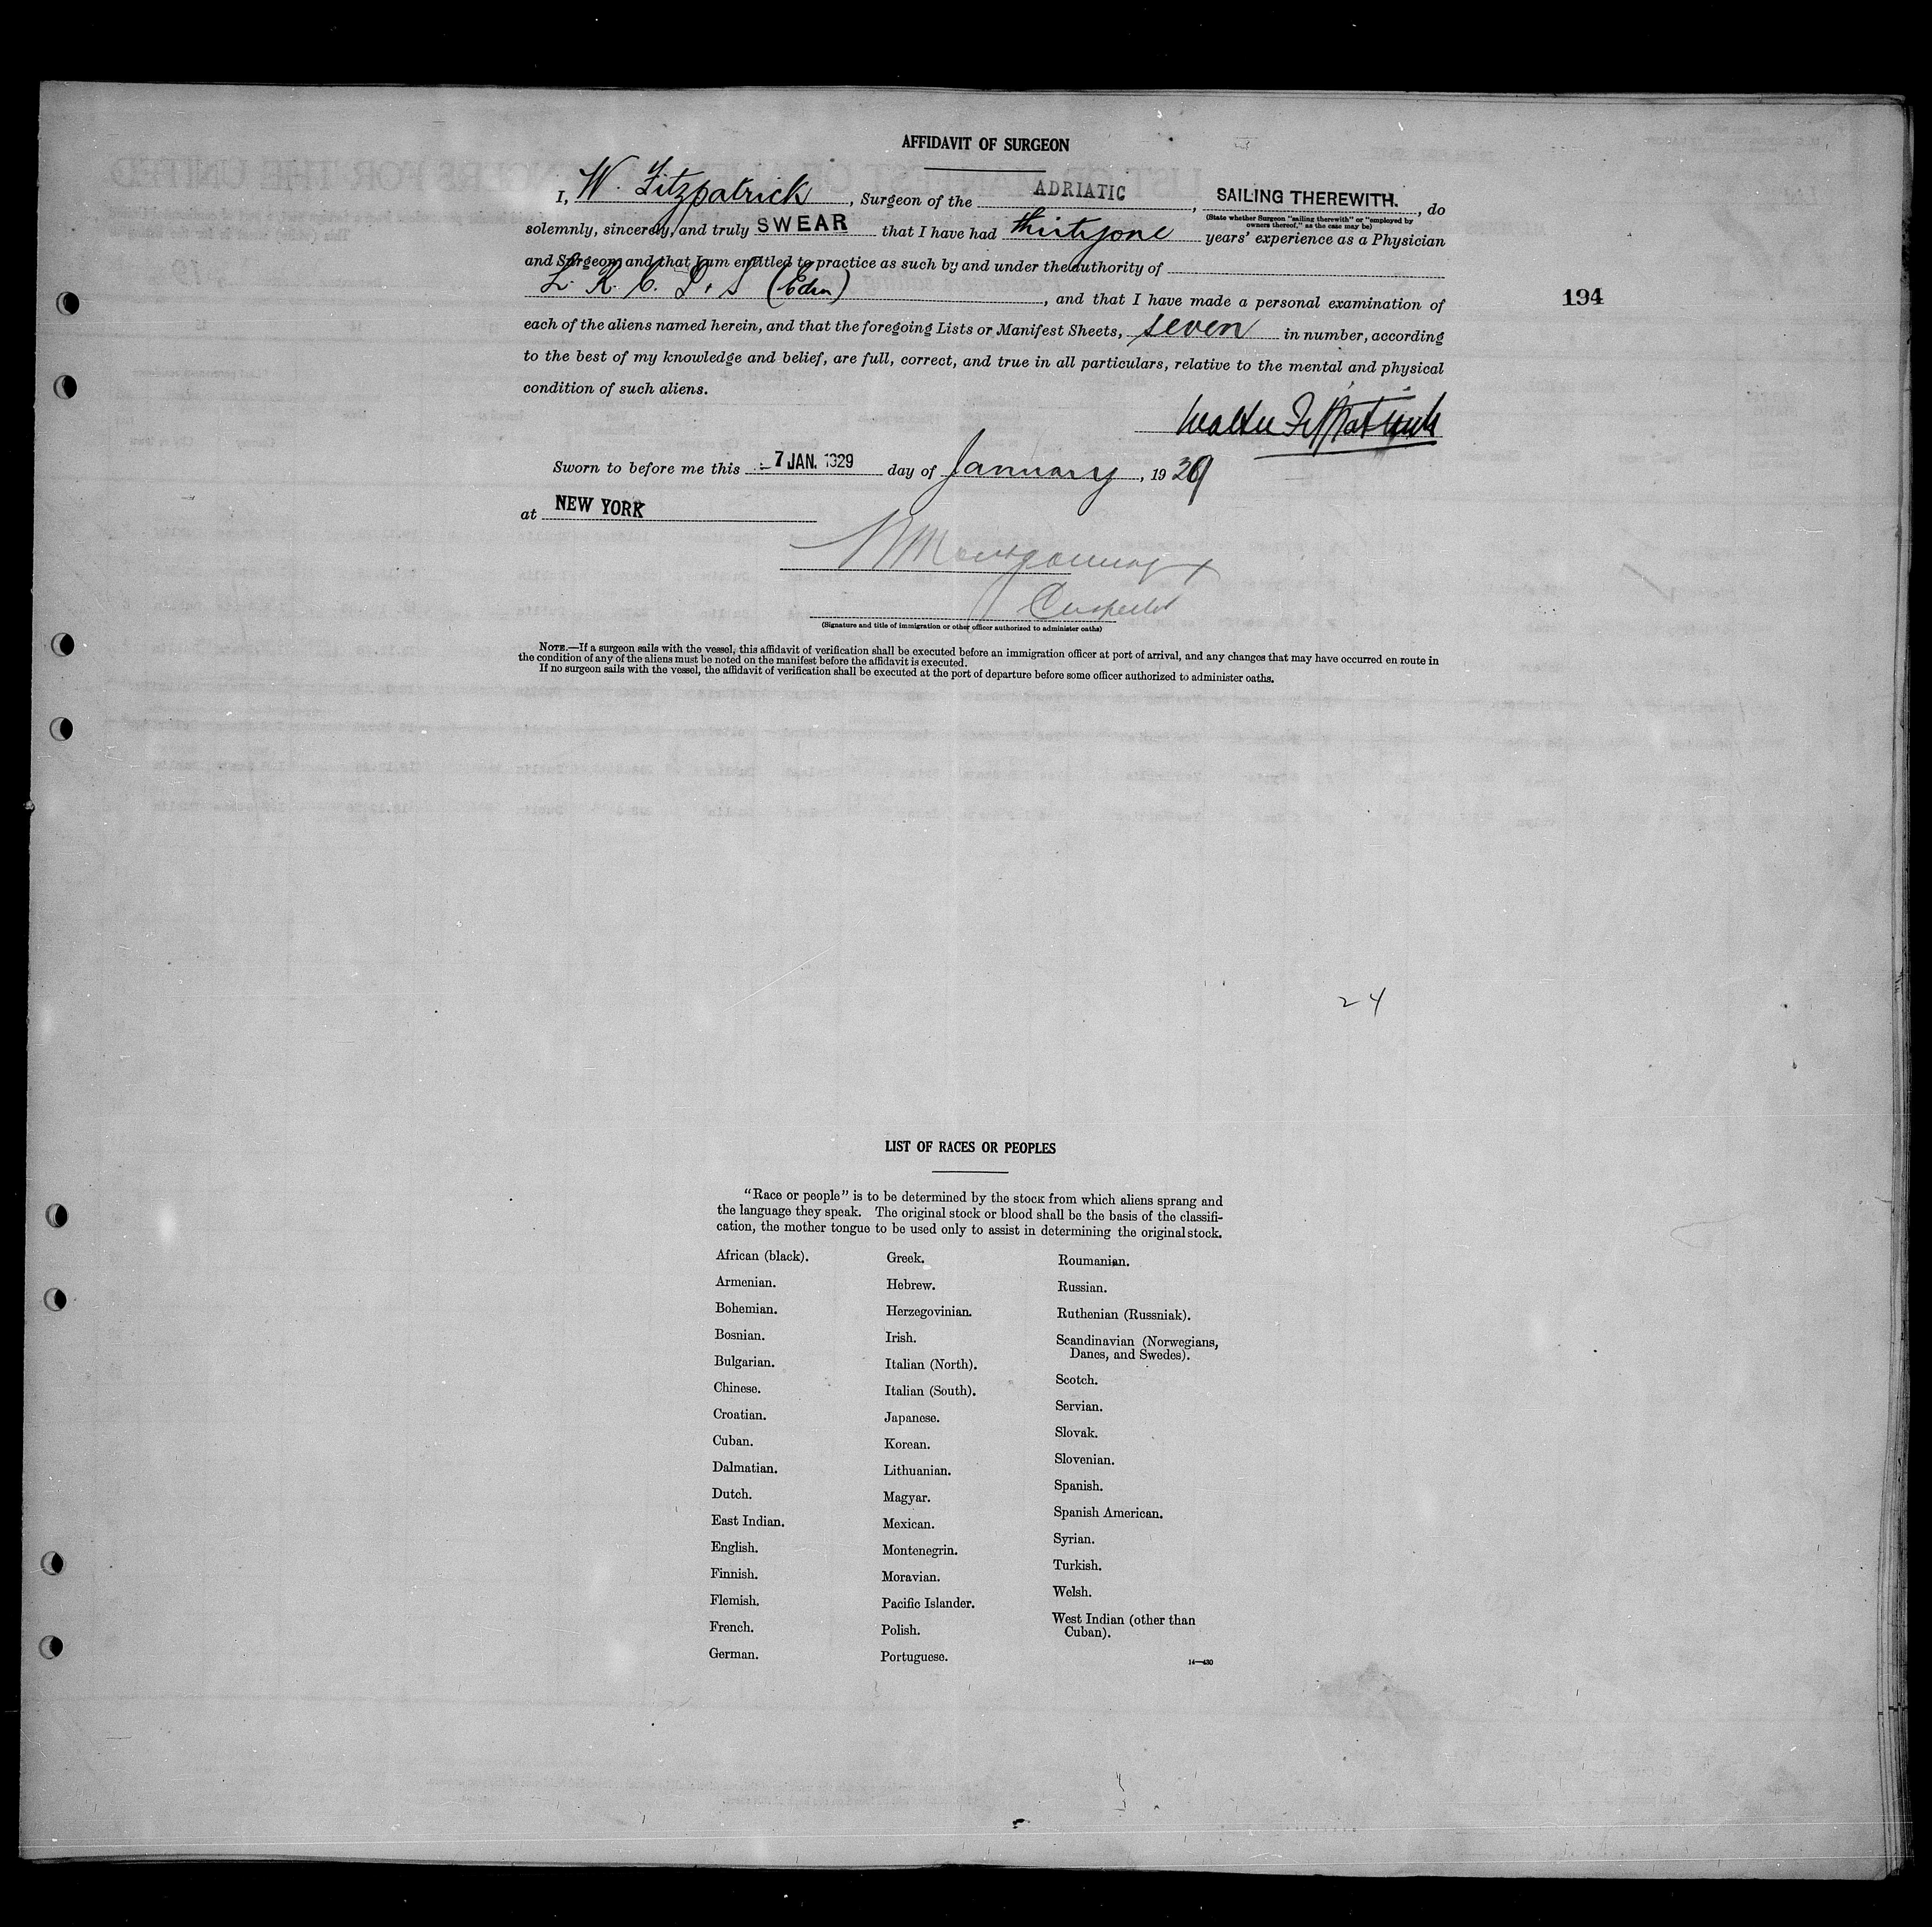 AFFIDAVIT OF SURGEON
I, W. Fitzpatrick, Surgeon of the ADRIATIC, SAILING THEREWITH., do
(State whether Surgeon "sailing therewith" or "employed by
owners thereof," as the case may be)
solemnly, sincerely, and truly SWEAR that I have had thirty one years' experience as a Physician
and Surgeon and that I am entitled to practice as such by and under the authority of
L. R. C. P. & S (Edin), and that I have made a personal examination of
194
each of the aliens named herein, and that the foregoing Lists or Manifest Sheets, seven in number, according
to the best of my knowledge and belief, are full, correct, and true in all particulars, relative to the mental and physical
condition of such aliens.
Walter Fitzpatrick
Sworn to before me this 7 JAN. 1929 day of January, 1929
at NEW YORK
Montgomery
Inspector
(Signature and title of immigration or other officer authorized to administer oaths)
NOTE.—If a surgeon sails with the vessel, this affidavit of verification shall be executed before an immigration officer at port of arrival, and any changes that may have occurred en route in
the condition of any of the aliens must be noted on the manifest before the affidavit is executed.
If no surgeon sails with the vessel, the affidavit of verification shall be executed at the port of departure before some officer authorized to administer oaths.
24
LIST OF RACES OR PEOPLES
"Race or people" is to be determined by the stock from which aliens sprang and
the language they speak. The original stock or blood shall be the basis of the classifi-
cation, the mother tongue to be used only to assist in determining the original stock.
African (black).
Armenian.
Bohemian.
Bosnian.
Bulgarian.
Chinese.
Croatian.
Cuban.
Dalmatian.
Dutch.
East Indian.
English.
Finnish.
Flemish.
French.
German.
Greek.
Hebrew.
Herzegovinian.
Irish.
Italian (North).
Italian (South).
Japanese.
Korean.
Lithuanian.
Magyar.
Mexican.
Montenegrin.
Moravian.
Pacific Islander.
Polish.
Portuguese.
Roumanian.
Russian.
Ruthenian (Russniak).
Scandinavian (Norwegians,
Danes, and Swedes).
Scotch.
Servian.
Slovak.
Slovenian.
Spanish.
Spanish American.
Syrian.
Turkish.
Welsh.
West Indian (other than
Cuban).
14—430